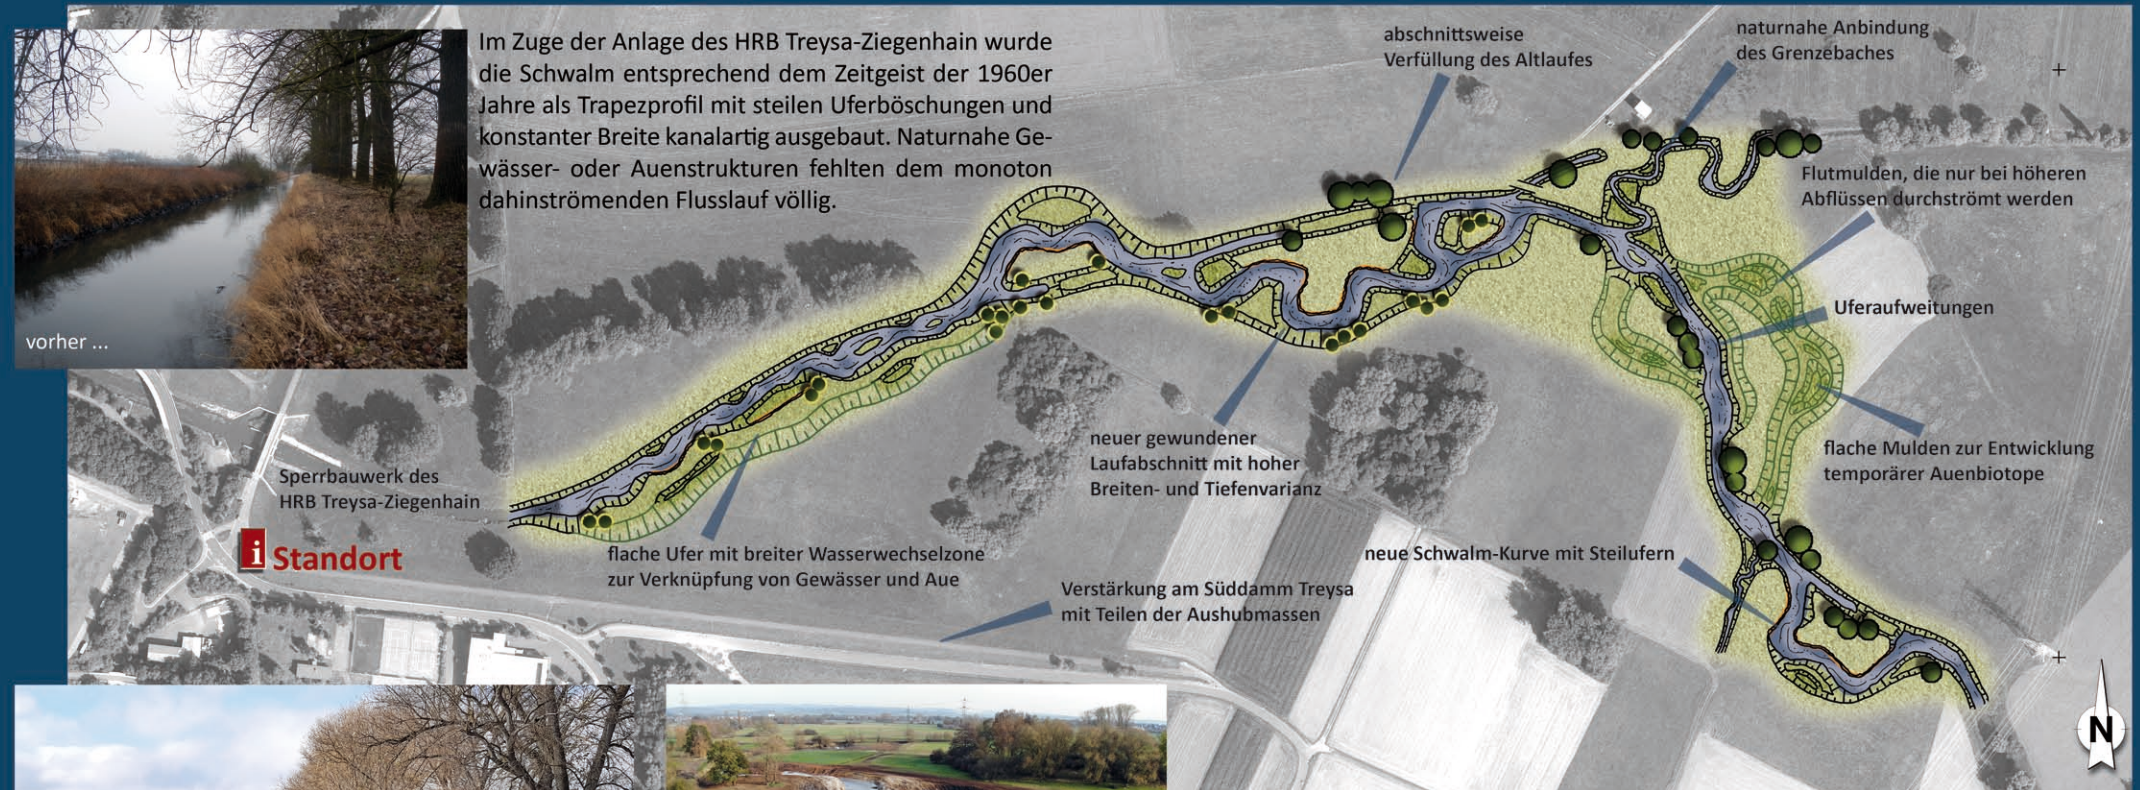 Im Zuge der Anlage des HRB Treysa-Ziegenhain wurde
die Schwalm entsprechend dem Zeitgeist der 1960er
Jahre als Trapezprofil mit steilen Uferböschungen und
konstanter Breite kanalartig ausgebaut. Naturnahe Ge-
wässer- oder Auenstrukturen fehlten dem monoton
dahinströmenden Flusslauf völlig.
vorher ...
abschnittsweise
Verfüllung des Altlaufes
naturnahe Anbindung
des Grenzebaches
Flutmulden, die nur bei höheren
Abflüssen durchströmt werden
Uferaufweitungen
flache Mulden zur Entwicklung
temporärer Auenbiotope
neuer gewundener
Laufabschnitt mit hoher
Breiten- und Tiefenvarianz
Sperrbauwerk des
HRB Treysa-Ziegenhain
i Standort
flache Ufer mit breiter Wasserwechselzone
zur Verknüpfung von Gewässer und Aue
neue Schwalm-Kurve mit Steilufern
Verstärkung am Süddamm Treysa
mit Teilen der Aushubmassen
N